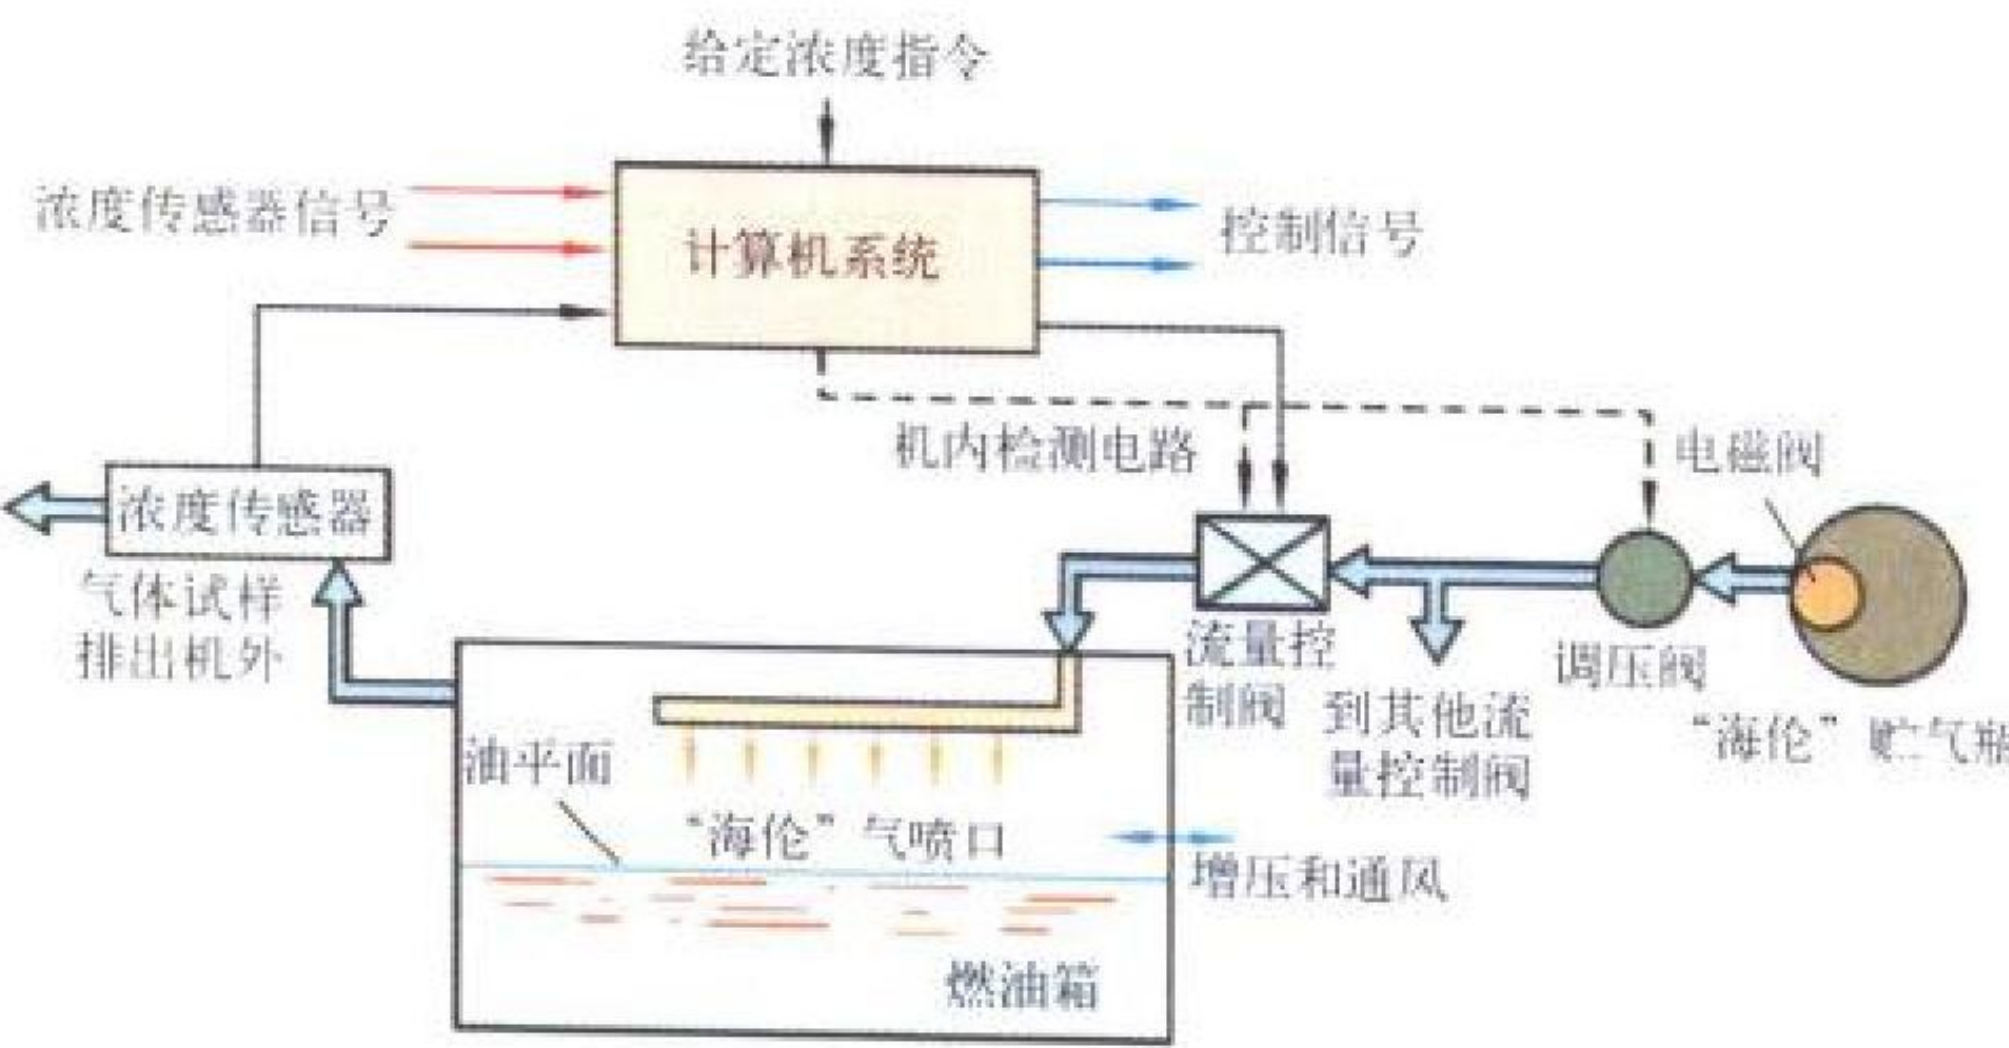 给定浓度指令
浓度传感器信号
计算机系统
控制信号
机内检测电路
电磁阀
浓度传感器
气体试样
排出机外
流量控
制阀
到其他流
量控制阀
调压阀
“海伦”贮气瓶
油平面
“海伦”气喷口
增压和通风
燃油箱